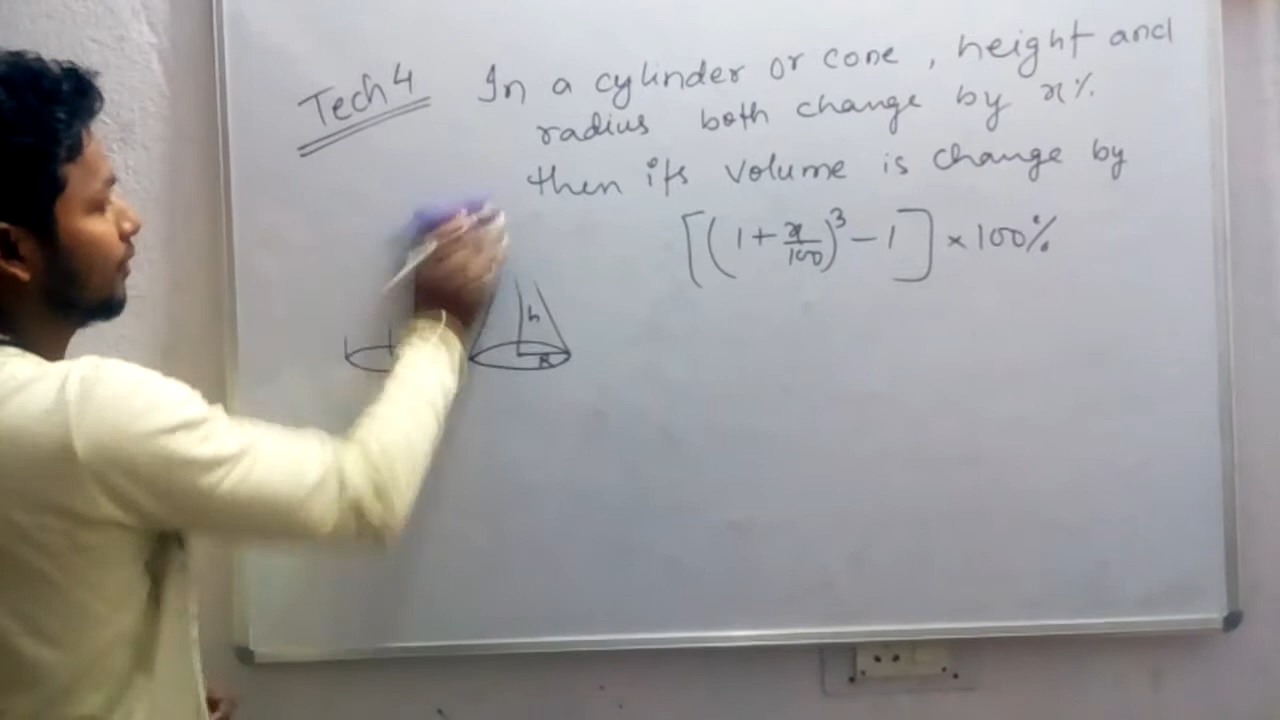 Tech 4
In a cylinder or cone, height and
radius both change by x%
then its volume is change by
[(1+x/100)³-1]×100%
h
R